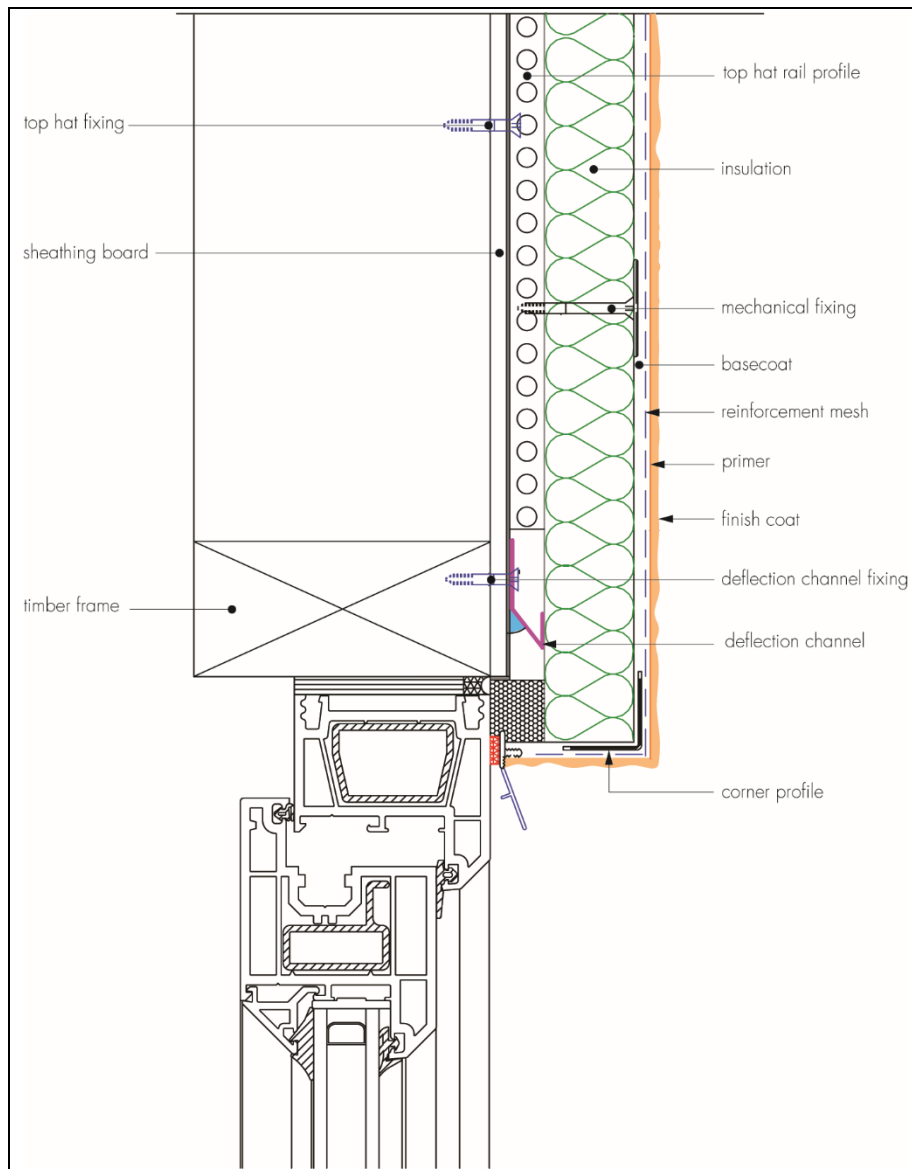 top hat fixing
sheathing board
timber frame
top hat rail profile
insulation
mechanical fixing
basecoat
reinforcement mesh
primer
finish coat
deflection channel fixing
deflection channel
corner profile